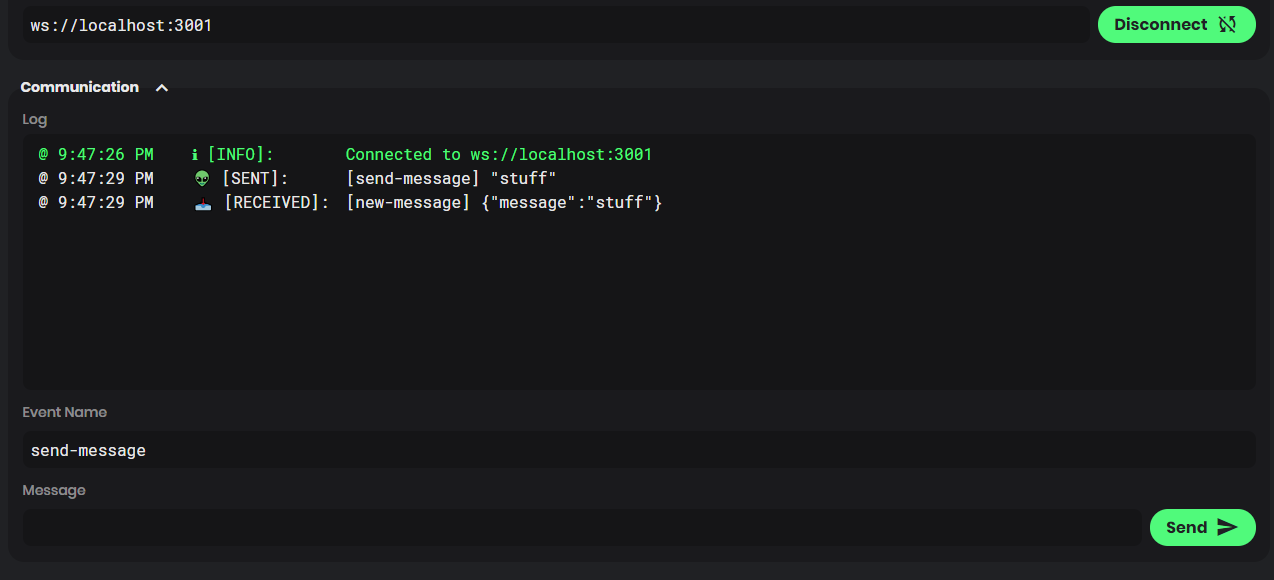 ws://localhost:3001 Disconnect
Communication
Log
@ 9:47:26 PM ℹ [INFO]: Connected to ws://localhost:3001
@ 9:47:29 PM 👽 [SENT]: [send-message] "stuff"
@ 9:47:29 PM 📥 [RECEIVED]: [new-message] {"message":"stuff"}
Event Name
send-message
Message
Send